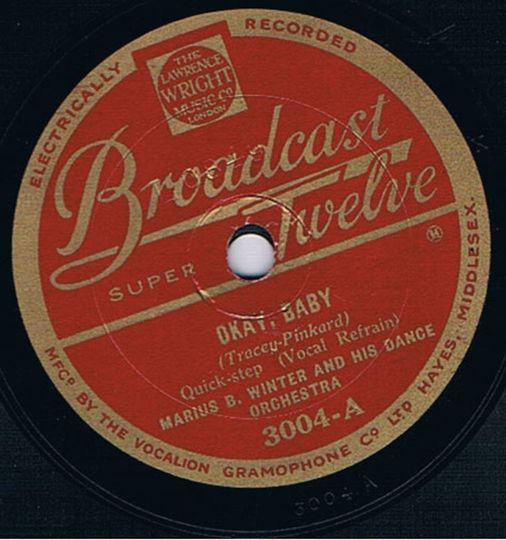 ELECTRICALLY RECORDED
THE
LAWRENCE
WRIGHT
MUSIC Co
LONDON
Broadcast
Twelve
SUPER
M
OKAY, BABY
(Tracey-Pinkard)
Quick-step (Vocal Refrain)
MARIUS B. WINTER AND HIS DANCE
ORCHESTRA
3004-A
MFCD BY THE VOCALION GRAMOPHONE Co LTD HAYES, MIDDLESEX.
3004 A